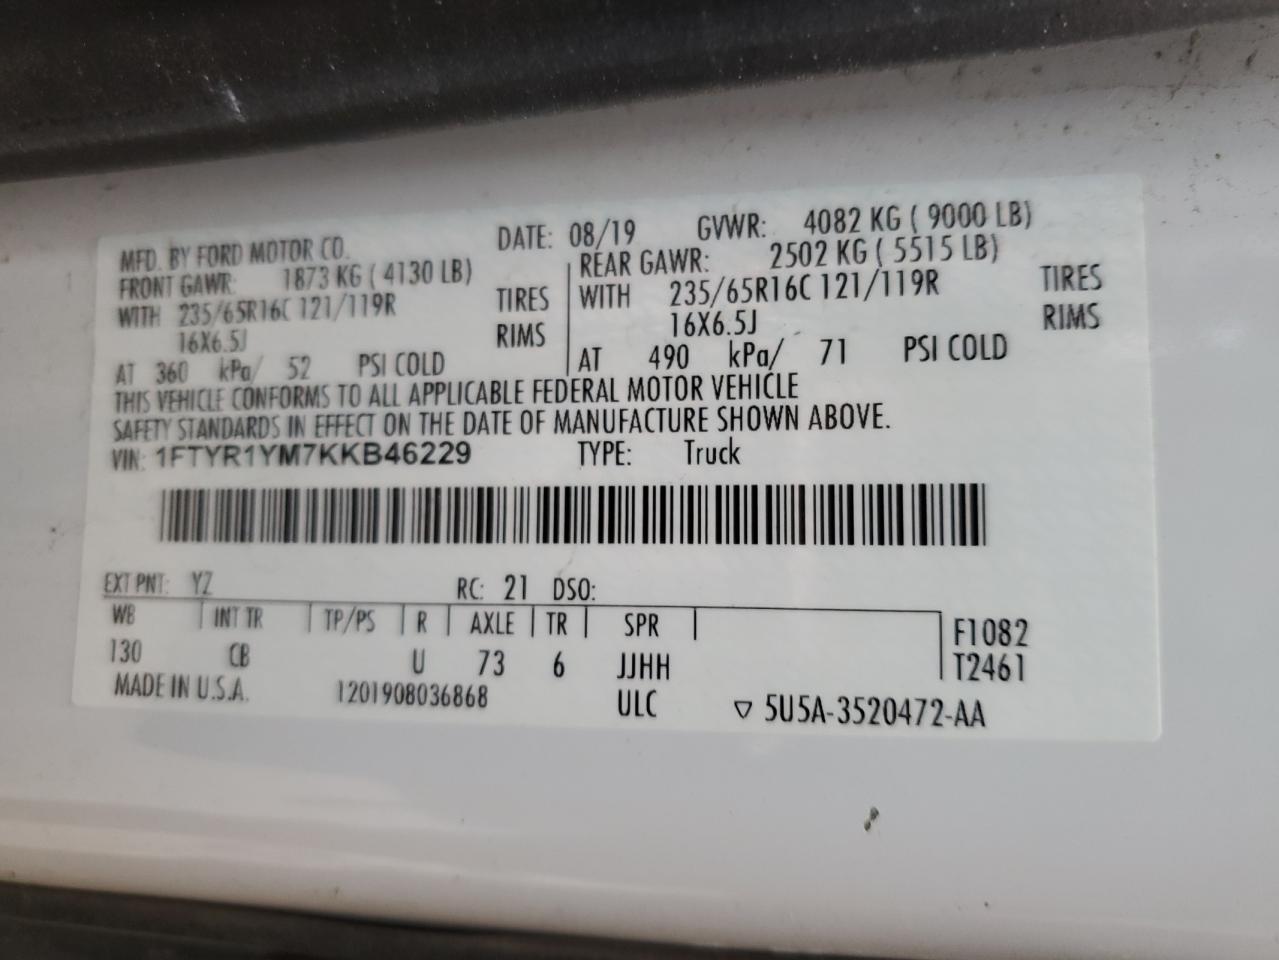 MFD. BY FORD MOTOR CO. DATE: 08/19 GVWR: 4082 KG ( 9000 LB)
FRONT GAWR: 1873 KG ( 4130 LB) REAR GAWR: 2502 KG ( 5515 LB)
WITH 235/65R16C 121/119R TIRES WITH 235/65R16C 121/119R TIRES
16X6.5J RIMS 16X6.5J RIMS
AT 360 kPa/ 52 PSI COLD AT 490 kPa/ 71 PSI COLD
THIS VEHICLE CONFORMS TO ALL APPLICABLE FEDERAL MOTOR VEHICLE
SAFETY STANDARDS IN EFFECT ON THE DATE OF MANUFACTURE SHOWN ABOVE.
VIN: 1FTYR1YM7KKB46229 TYPE: Truck
EXT PNT: YZ RC: 21 DSO:
WB INT TR TP/PS R AXLE TR SPR F1082
130 CB U 73 6 JJHH T2461
MADE IN U.S.A. 1201908036868 ULC ▽ 5U5A-3520472-AA